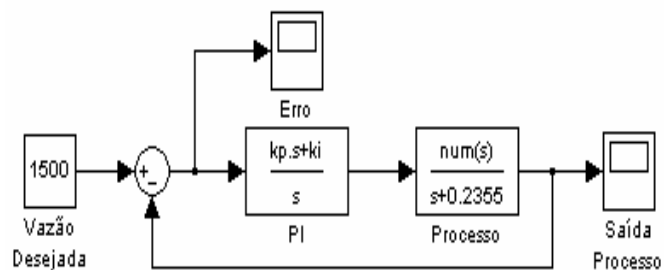 Erro
1500
+
−
kp.s+ki
s
num(s)
s+0.2355
Vazão
Desejada
PI
Processo
Saída
Processo